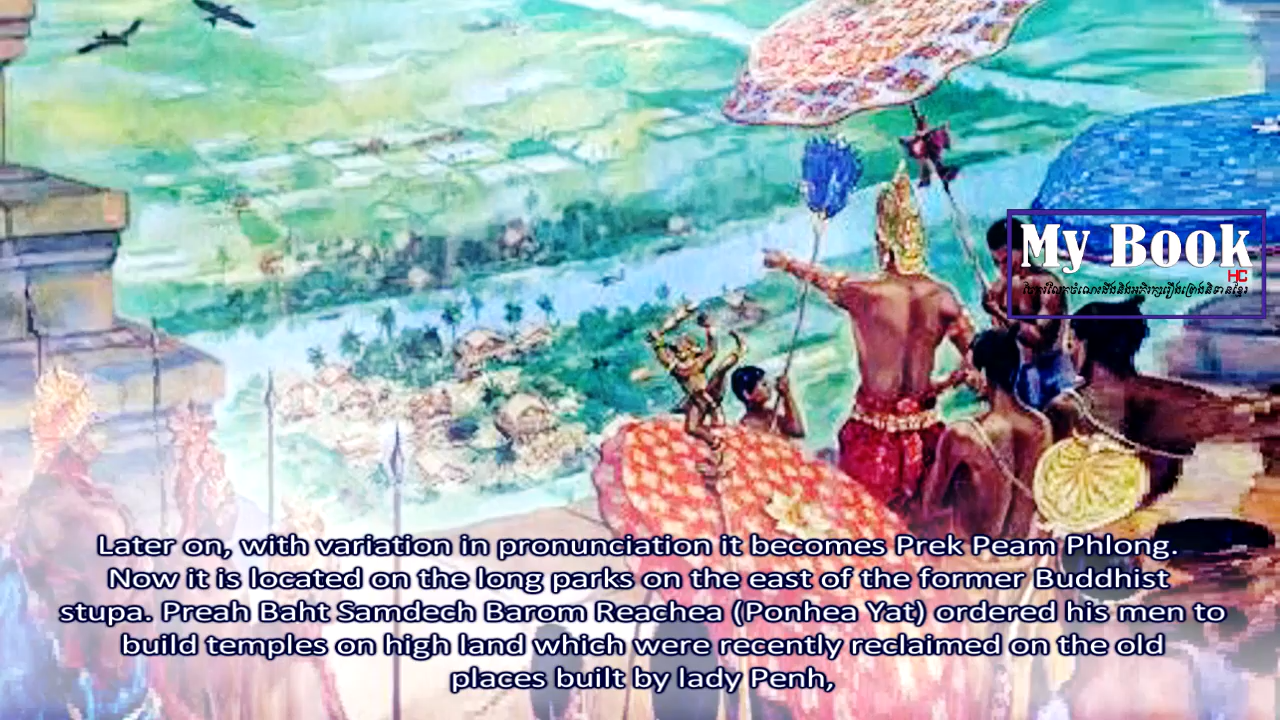 My Book
HC
Later on, with variation in pronunciation it becomes Prek Peam Phlong.
Now it is located on the long parks on the east of the former Buddhist
stupa. Preah Baht Samdech Barom Reachea (Ponhea Yat) ordered his men to
build temples on high land which were recently reclaimed on the old
places built by lady Penh,